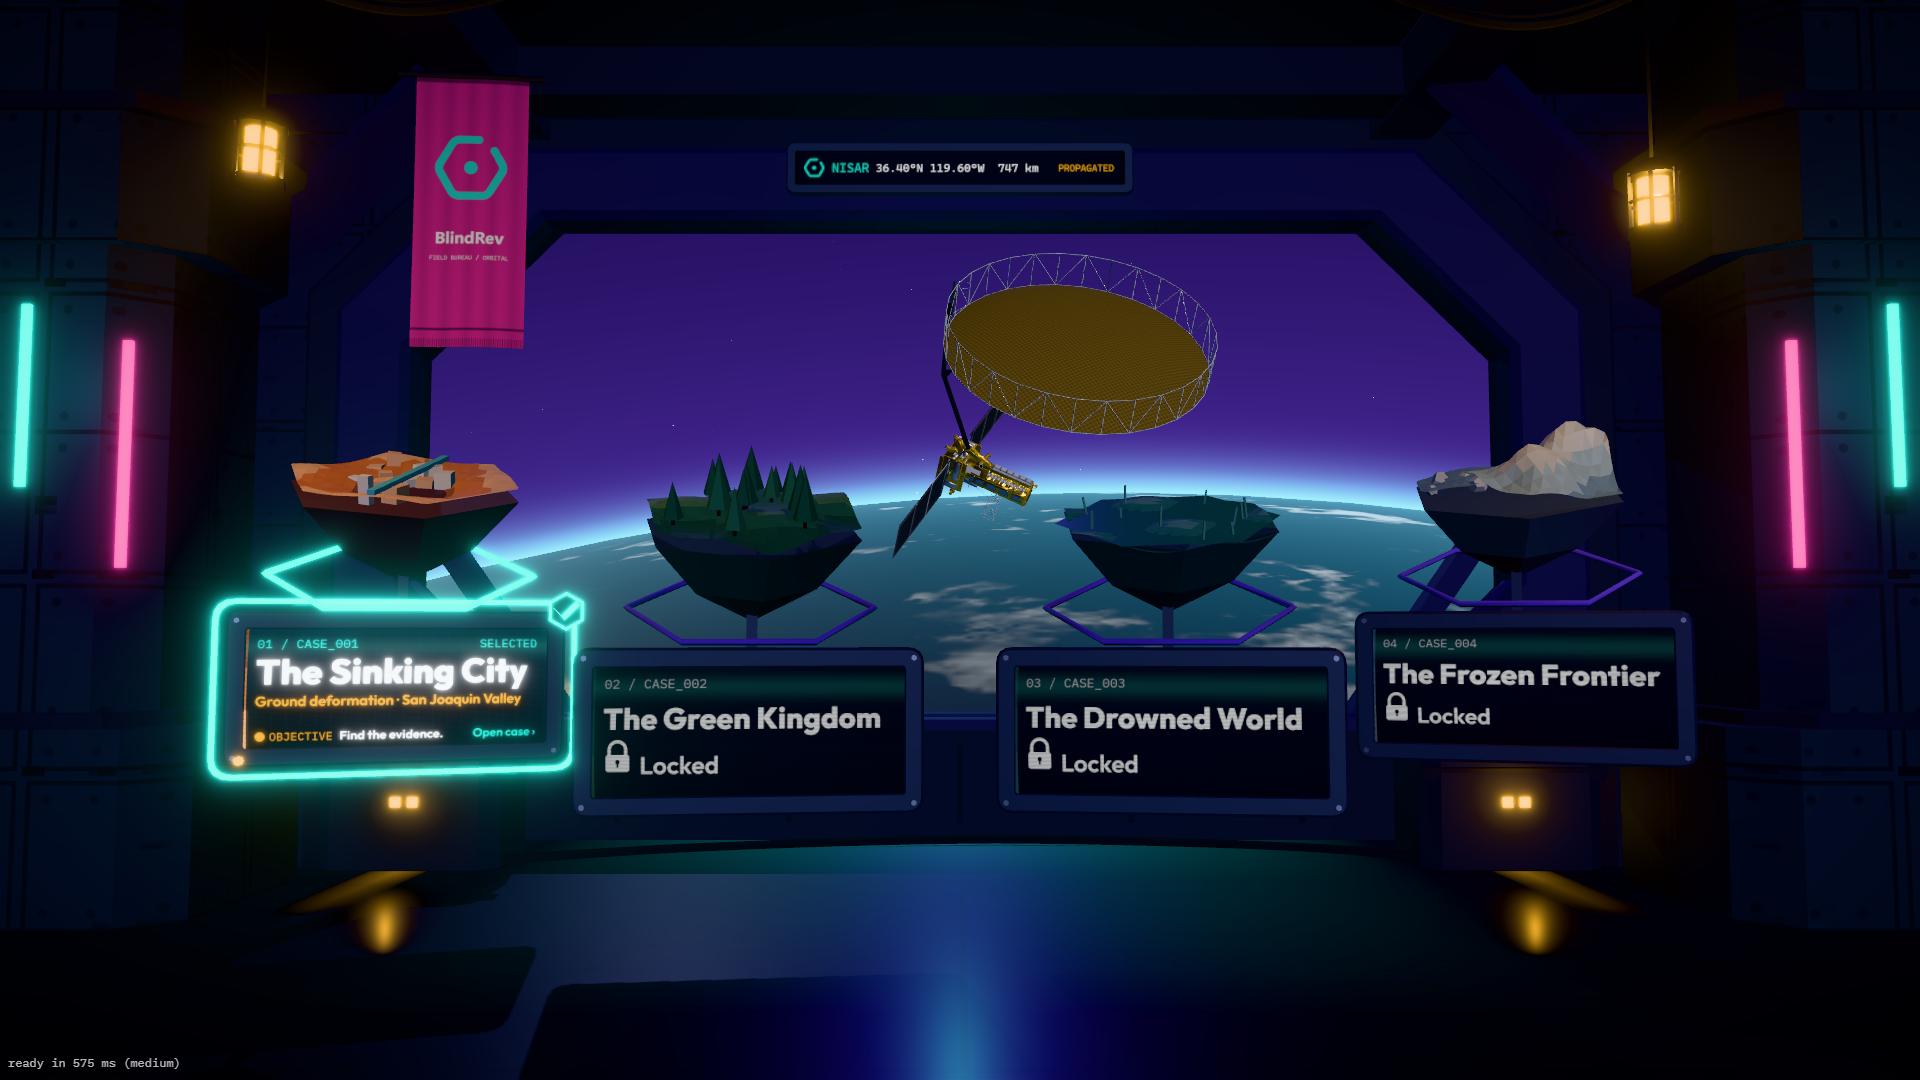 NISAR 36.40°N 119.60°W 747 km PROPAGATED
BlindRev
FIELD BUREAU / ORBITAL
01 / CASE_001 SELECTED
The Sinking City
Ground deformation · San Joaquin Valley
OBJECTIVE Find the evidence. Open case ›
02 / CASE_002
The Green Kingdom
Locked
03 / CASE_003
The Drowned World
Locked
04 / CASE_004
The Frozen Frontier
Locked
ready in 575 ms (medium)